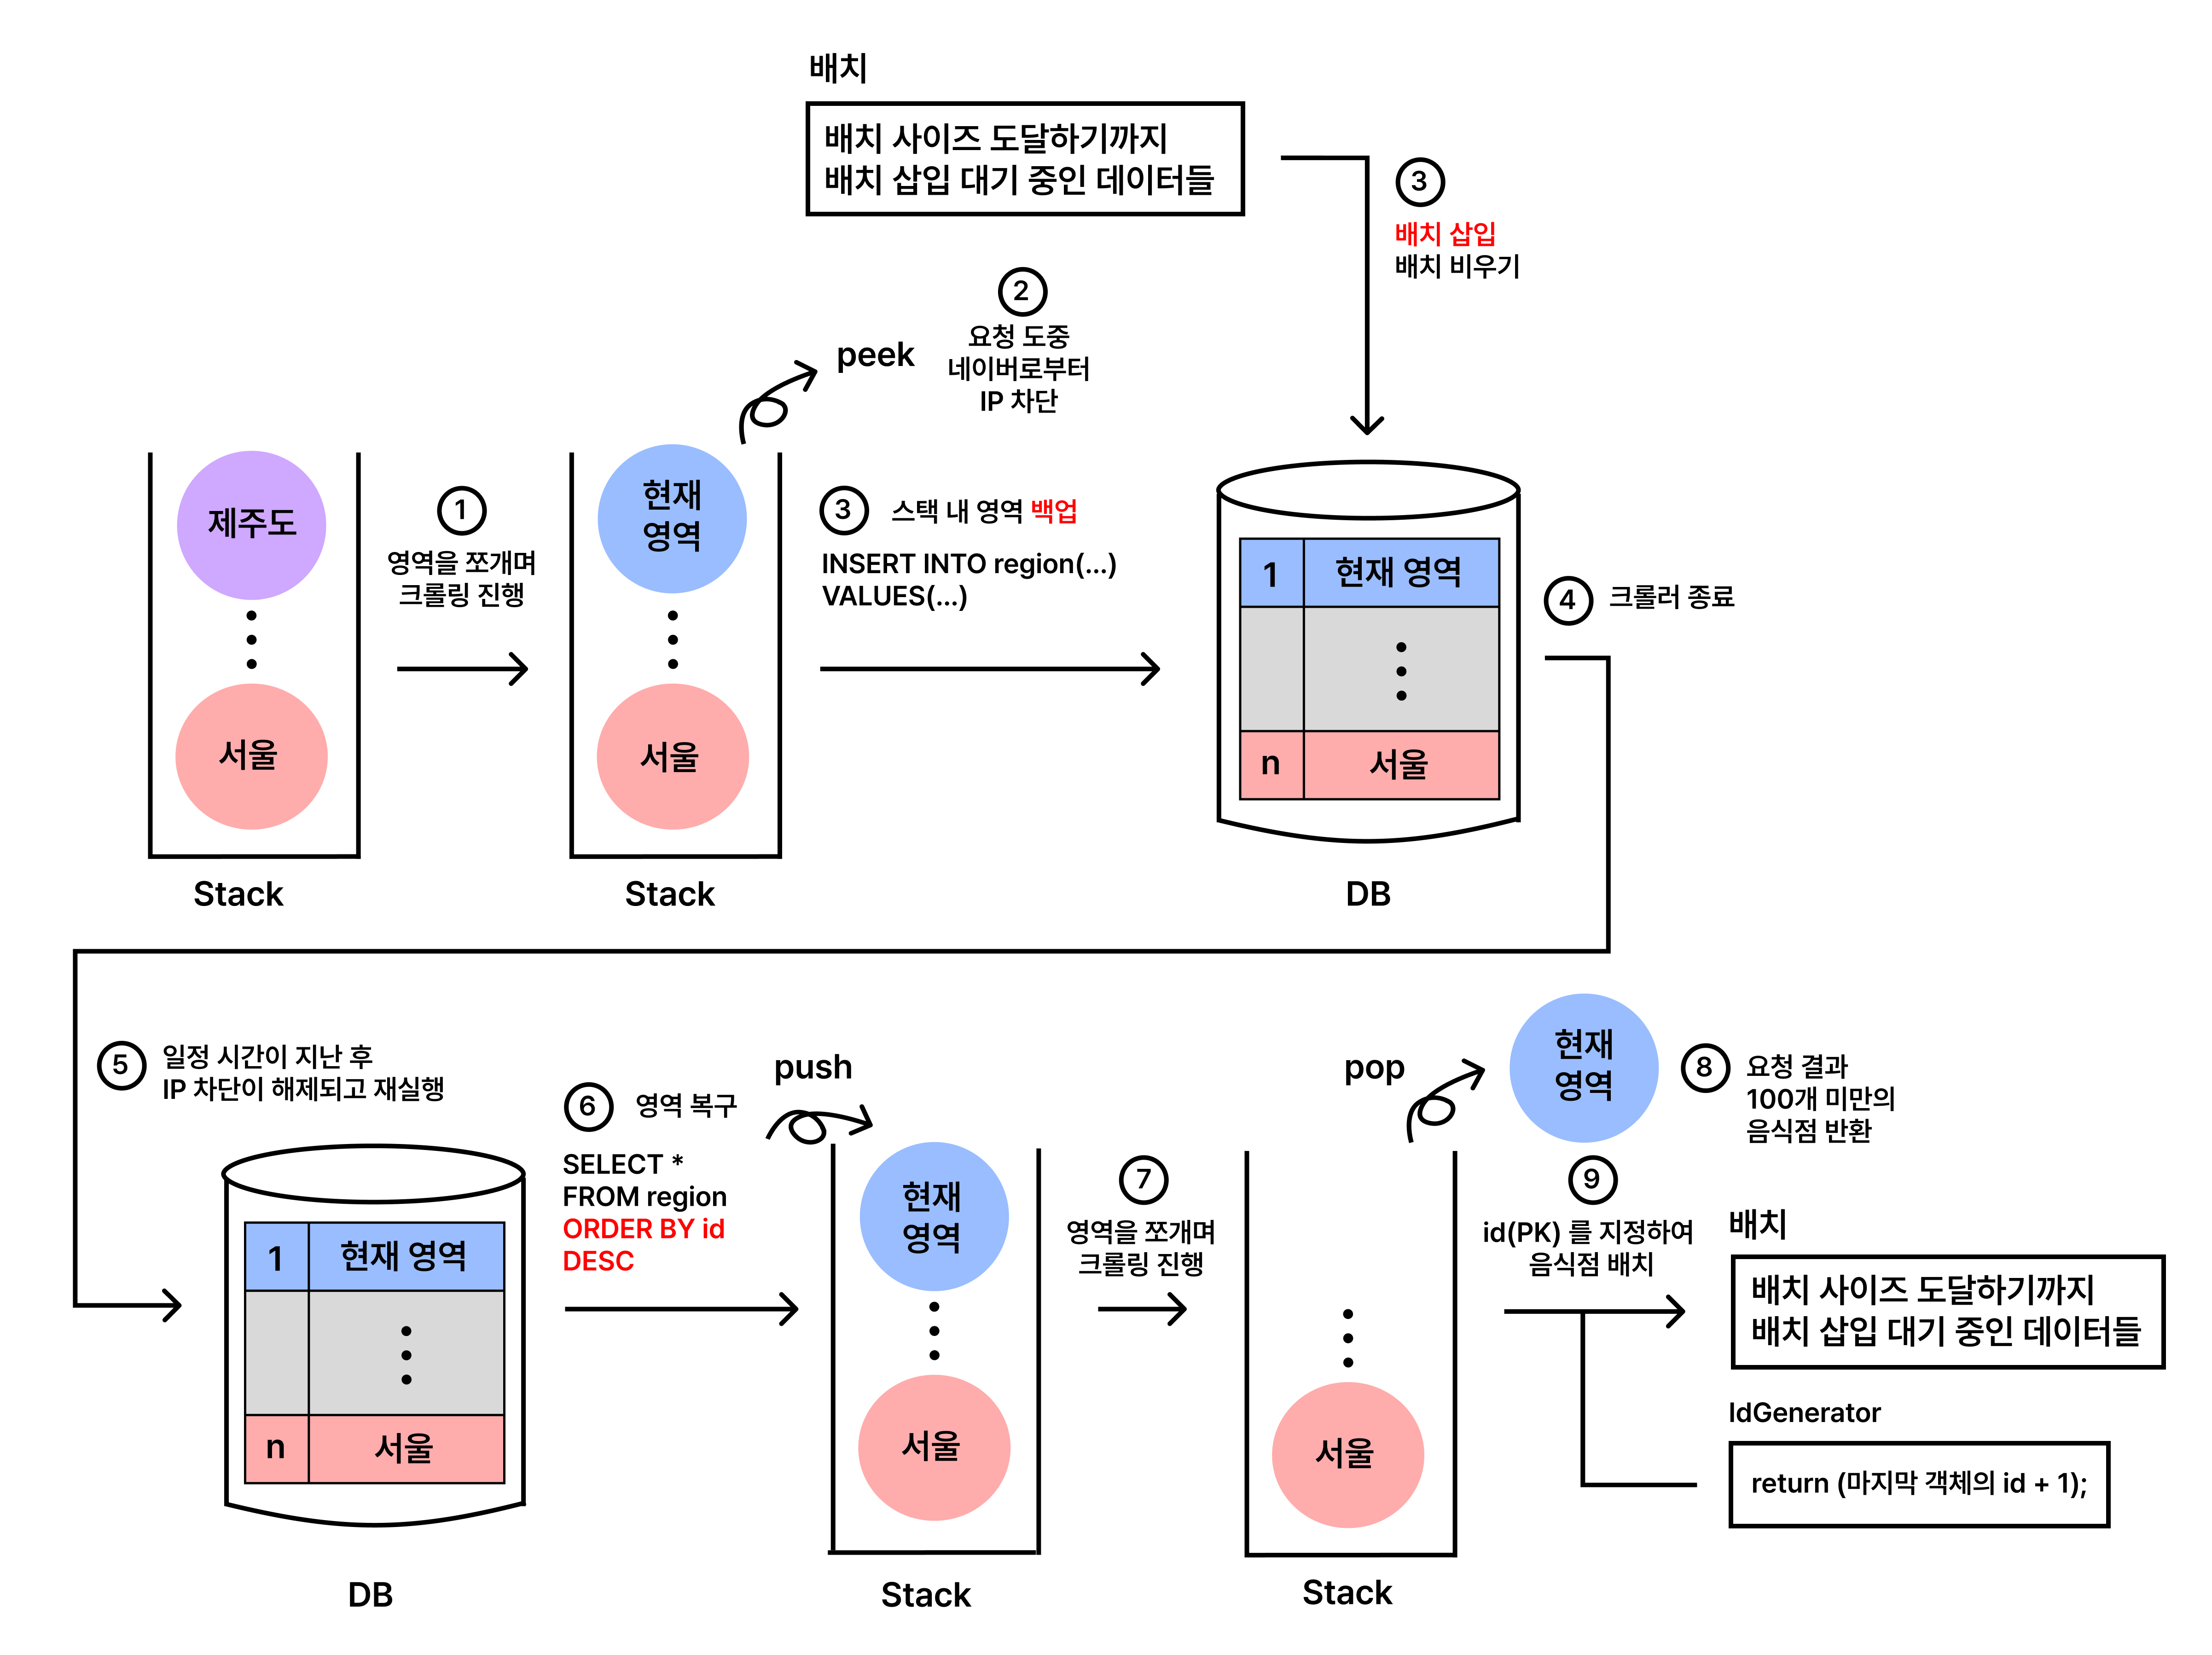 배치
배치 사이즈 도달하기까지
배치 삽입 대기 중인 데이터들
3
배치 삽입
배치 비우기
2
요청 도중
네이버로부터
IP 차단
peek
제주도
서울
Stack
1
영역을 쪼개며
크롤링 진행
현재
영역
서울
Stack
3 스택 내 영역 백업
INSERT INTO region(...)
VALUES(...)
1 현재 영역
n 서울
DB
4 크롤러 종료
5 일정 시간이 지난 후
IP 차단이 해제되고 재실행
1 현재 영역
n 서울
DB
6 영역 복구
SELECT *
FROM region
ORDER BY id
DESC
push
현재
영역
서울
Stack
7
영역을 쪼개며
크롤링 진행
pop
서울
Stack
현재
영역
8 요청 결과
100개 미만의
음식점 반환
9
id(PK) 를 지정하여
음식점 배치
배치
배치 사이즈 도달하기까지
배치 삽입 대기 중인 데이터들
IdGenerator
return (마지막 객체의 id + 1);